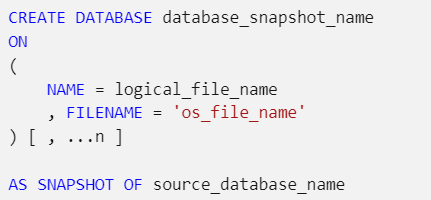 CREATE DATABASE database_snapshot_name
ON
(
    NAME = logical_file_name
    , FILENAME = 'os_file_name'
) [ , ...n ]
AS SNAPSHOT OF source_database_name